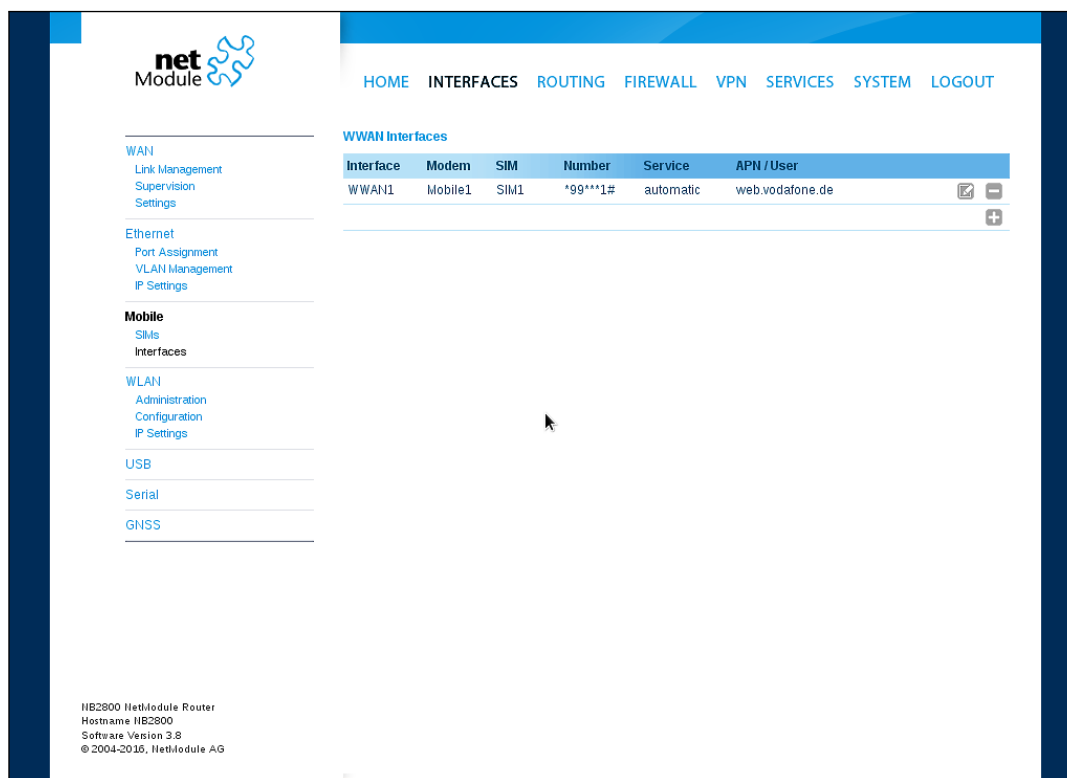 net
Module
HOME INTERFACES ROUTING FIREWALL VPN SERVICES SYSTEM LOGOUT
WAN
Link Management
Supervision
Settings
Ethernet
Port Assignment
VLAN Management
IP Settings
Mobile
SIMs
Interfaces
WLAN
Administration
Configuration
IP Settings
USB
Serial
GNSS
WWAN Interfaces
Interface Modem SIM Number Service APN / User
WWAN1 Mobile1 SIM1 *99***1# automatic web.vodafone.de
NB2800 NetModule Router
Hostname NB2800
Software Version 3.8
© 2004-2016, NetModule AG